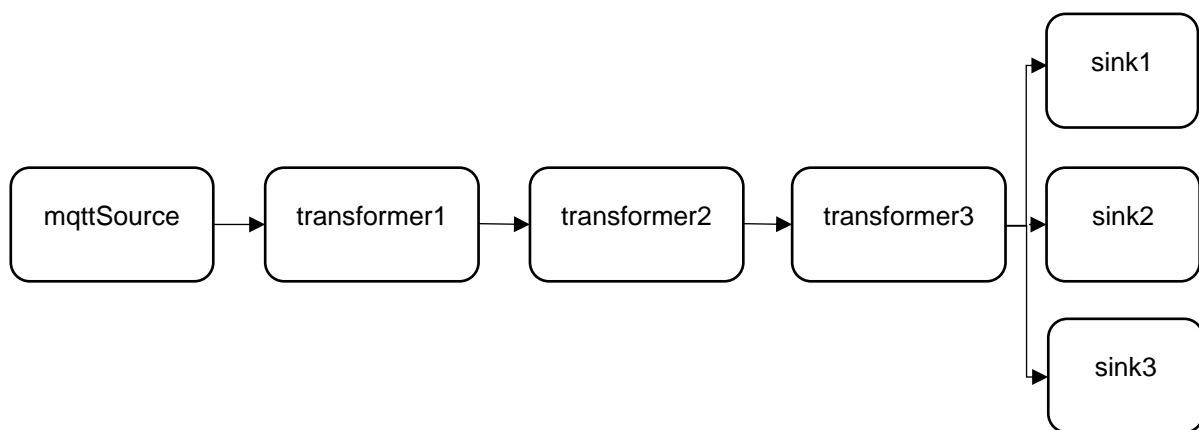 sink1
mqttSource
transformer1
transformer2
transformer3
sink2
sink3